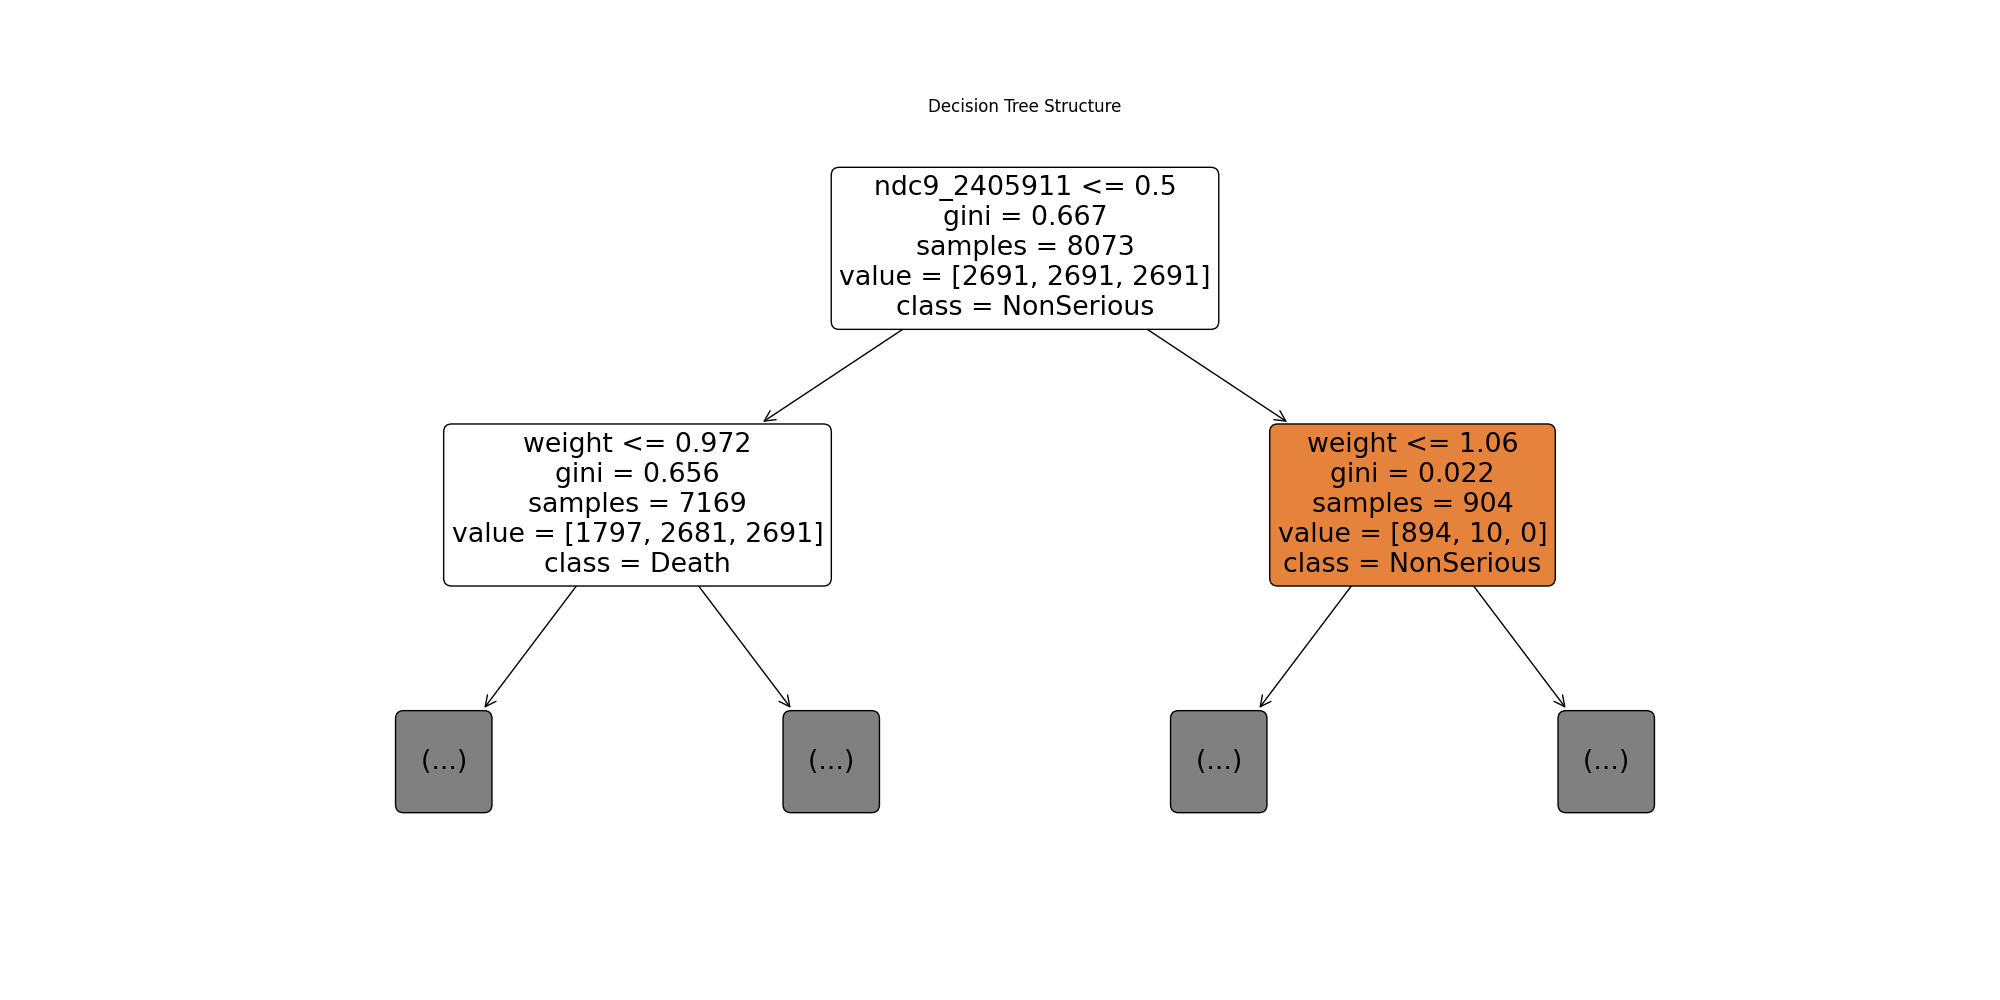 Decision Tree Structure
ndc9_2405911 <= 0.5
gini = 0.667
samples = 8073
value = [2691, 2691, 2691]
class = NonSerious
weight <= 0.972
gini = 0.656
samples = 7169
value = [1797, 2681, 2691]
class = Death
weight <= 1.06
gini = 0.022
samples = 904
value = [894, 10, 0]
class = NonSerious
(...)
(...)
(...)
(...)